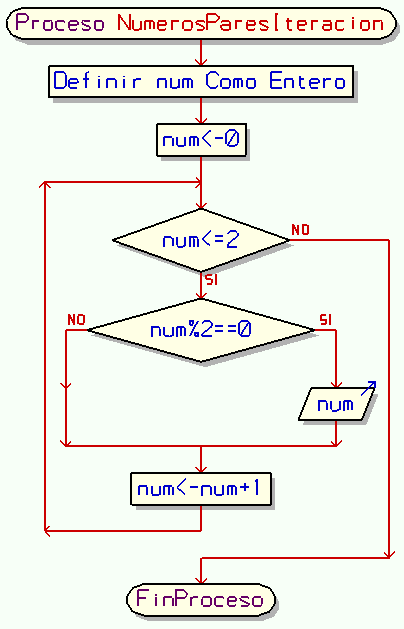 Proceso NumerosParesIteracion
Definir num Como Entero
num<-0
num<=2
NO
SI
num%2==0
NO
SI
num
num<-num+1
FinProceso